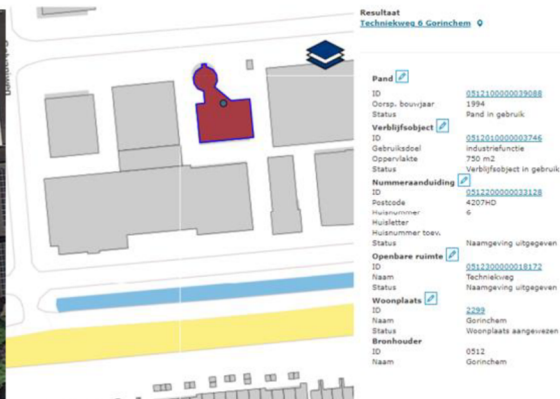 Resultaat
Techniekweg 6 Gorinchem
Pand
ID 0512100000039088
Oorsp. bouwjaar 1994
Status Pand in gebruik
Verblijfsobject
ID 0512010000003746
Gebruiksdoel industriefunctie
Oppervlakte 750 m2
Status Verblijfsobject in gebruik
Nummeraanduiding
ID 0512200000033128
Postcode 4207HD
Huisnummer 6
Huisletter
Huisnummer toev.
Status Naamgeving uitgegeven
Openbare ruimte
ID 0512300000018172
Naam Techniekweg
Status Naamgeving uitgegeven
Woonplaats
ID 2299
Naam Gorinchem
Status Woonplaats aangewezen
Bronhouder
ID 0512
Naam Gorinchem